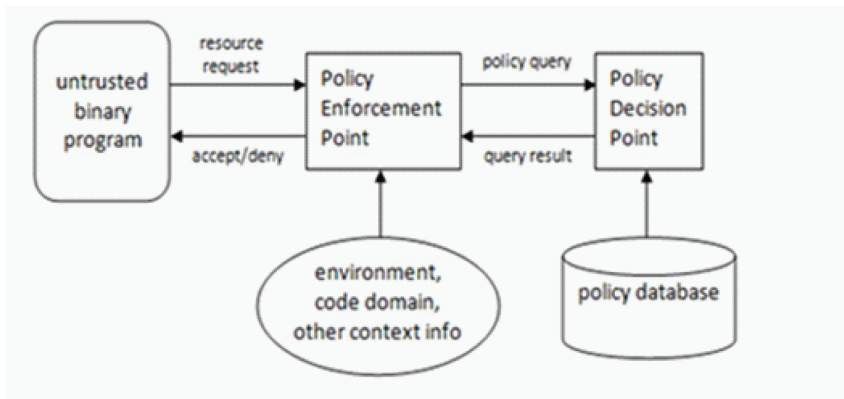 untrusted
binary
program
resource
request
accept/deny
Policy
Enforcement
Point
policy query
query result
Policy
Decision
Point
environment,
code domain,
other context info
policy database